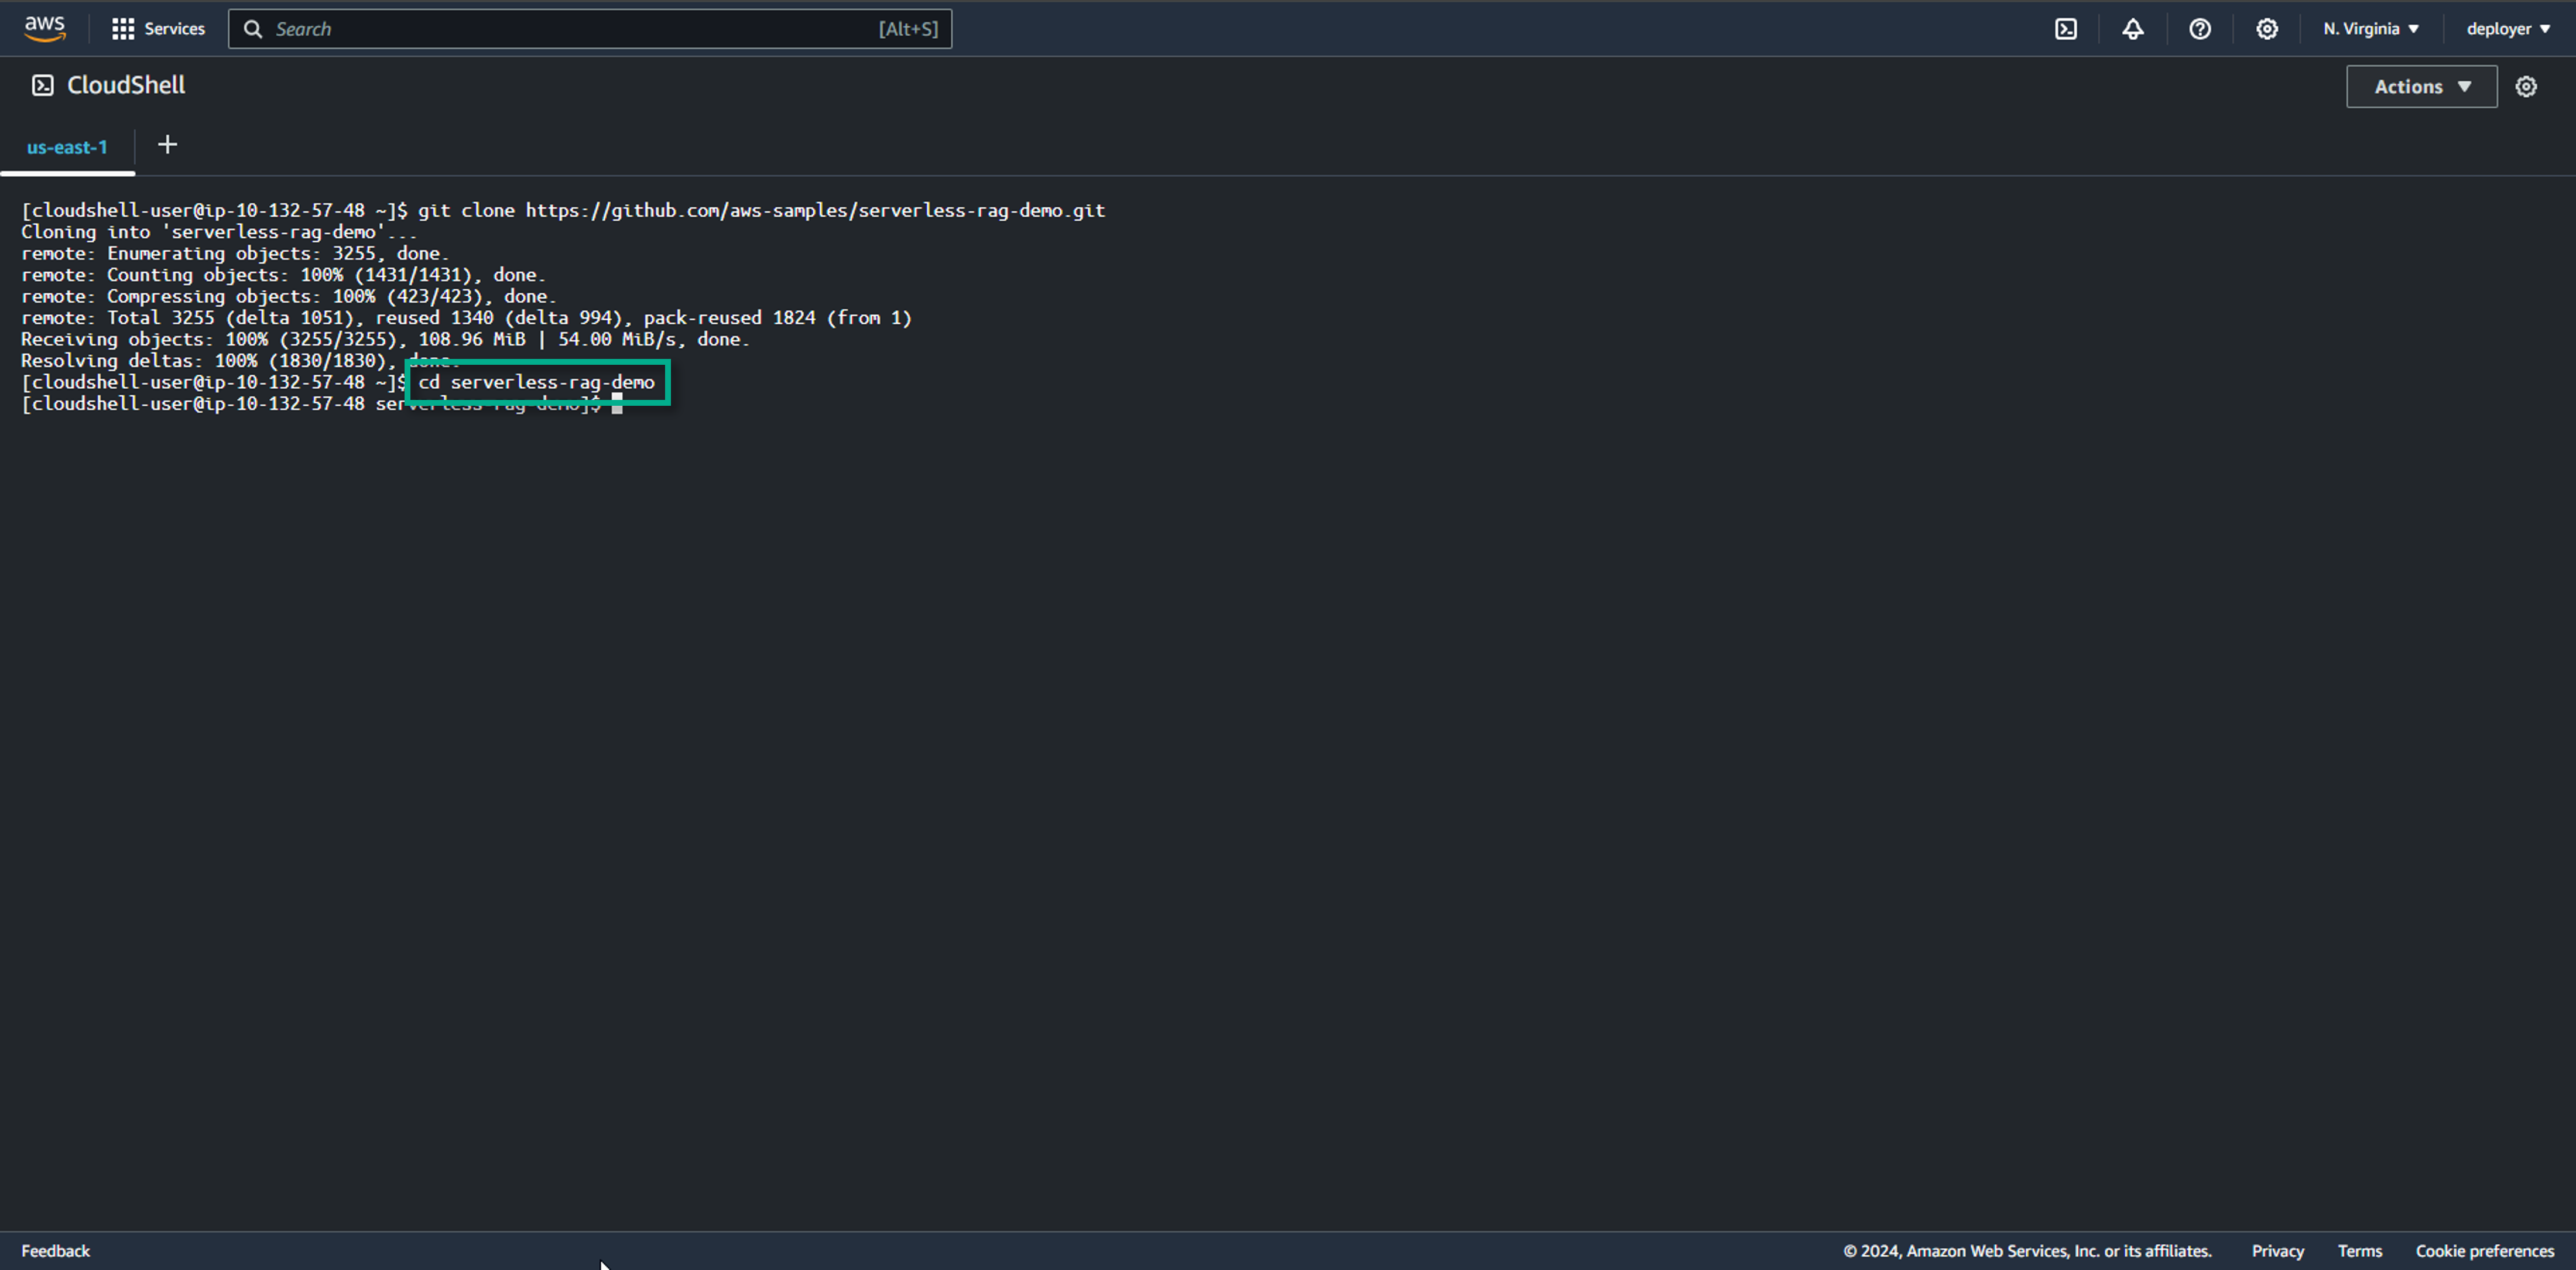 aws
Services
Search [Alt+S]
N. Virginia
deployer
CloudShell
Actions
us-east-1
[cloudshell-user@ip-10-132-57-48 ~]$ git clone https://github.com/aws-samples/serverless-rag-demo.git
Cloning into 'serverless-rag-demo'...
remote: Enumerating objects: 3255, done.
remote: Counting objects: 100% (1431/1431), done.
remote: Compressing objects: 100% (423/423), done.
remote: Total 3255 (delta 1051), reused 1340 (delta 994), pack-reused 1824 (from 1)
Receiving objects: 100% (3255/3255), 108.96 MiB | 54.00 MiB/s, done.
Resolving deltas: 100% (1830/1830), done.
[cloudshell-user@ip-10-132-57-48 ~]$ cd serverless-rag-demo
[cloudshell-user@ip-10-132-57-48 serverless-rag-demo]$
Feedback
© 2024, Amazon Web Services, Inc. or its affiliates.
Privacy
Terms
Cookie preferences